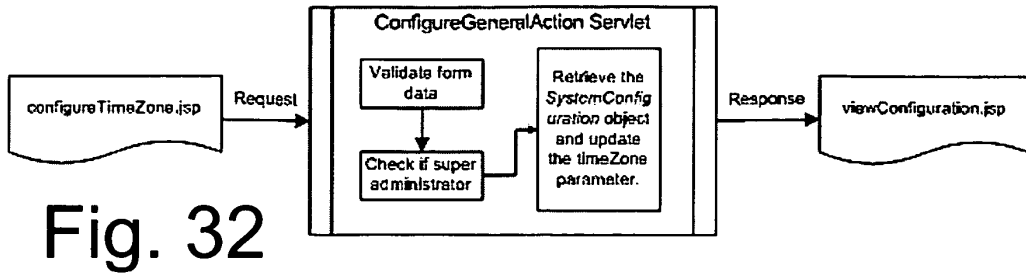 ConfigureGeneralAction Servlet
configureTimeZone.jsp
Request
Validate form
data
Check if super
administrator
Retrieve the
SystemConfig
uration object
and update
the timeZone
parameter.
Response
viewConfiguration.jsp
Fig. 32